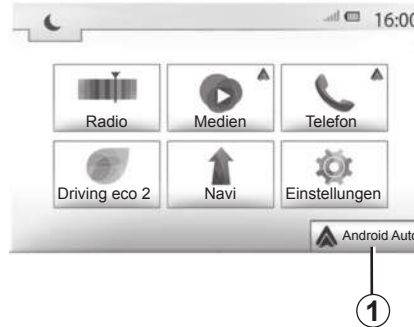 16:00
Radio
Medien
Telefon
Driving eco 2
Navi
Einstellungen
Android Auto
1